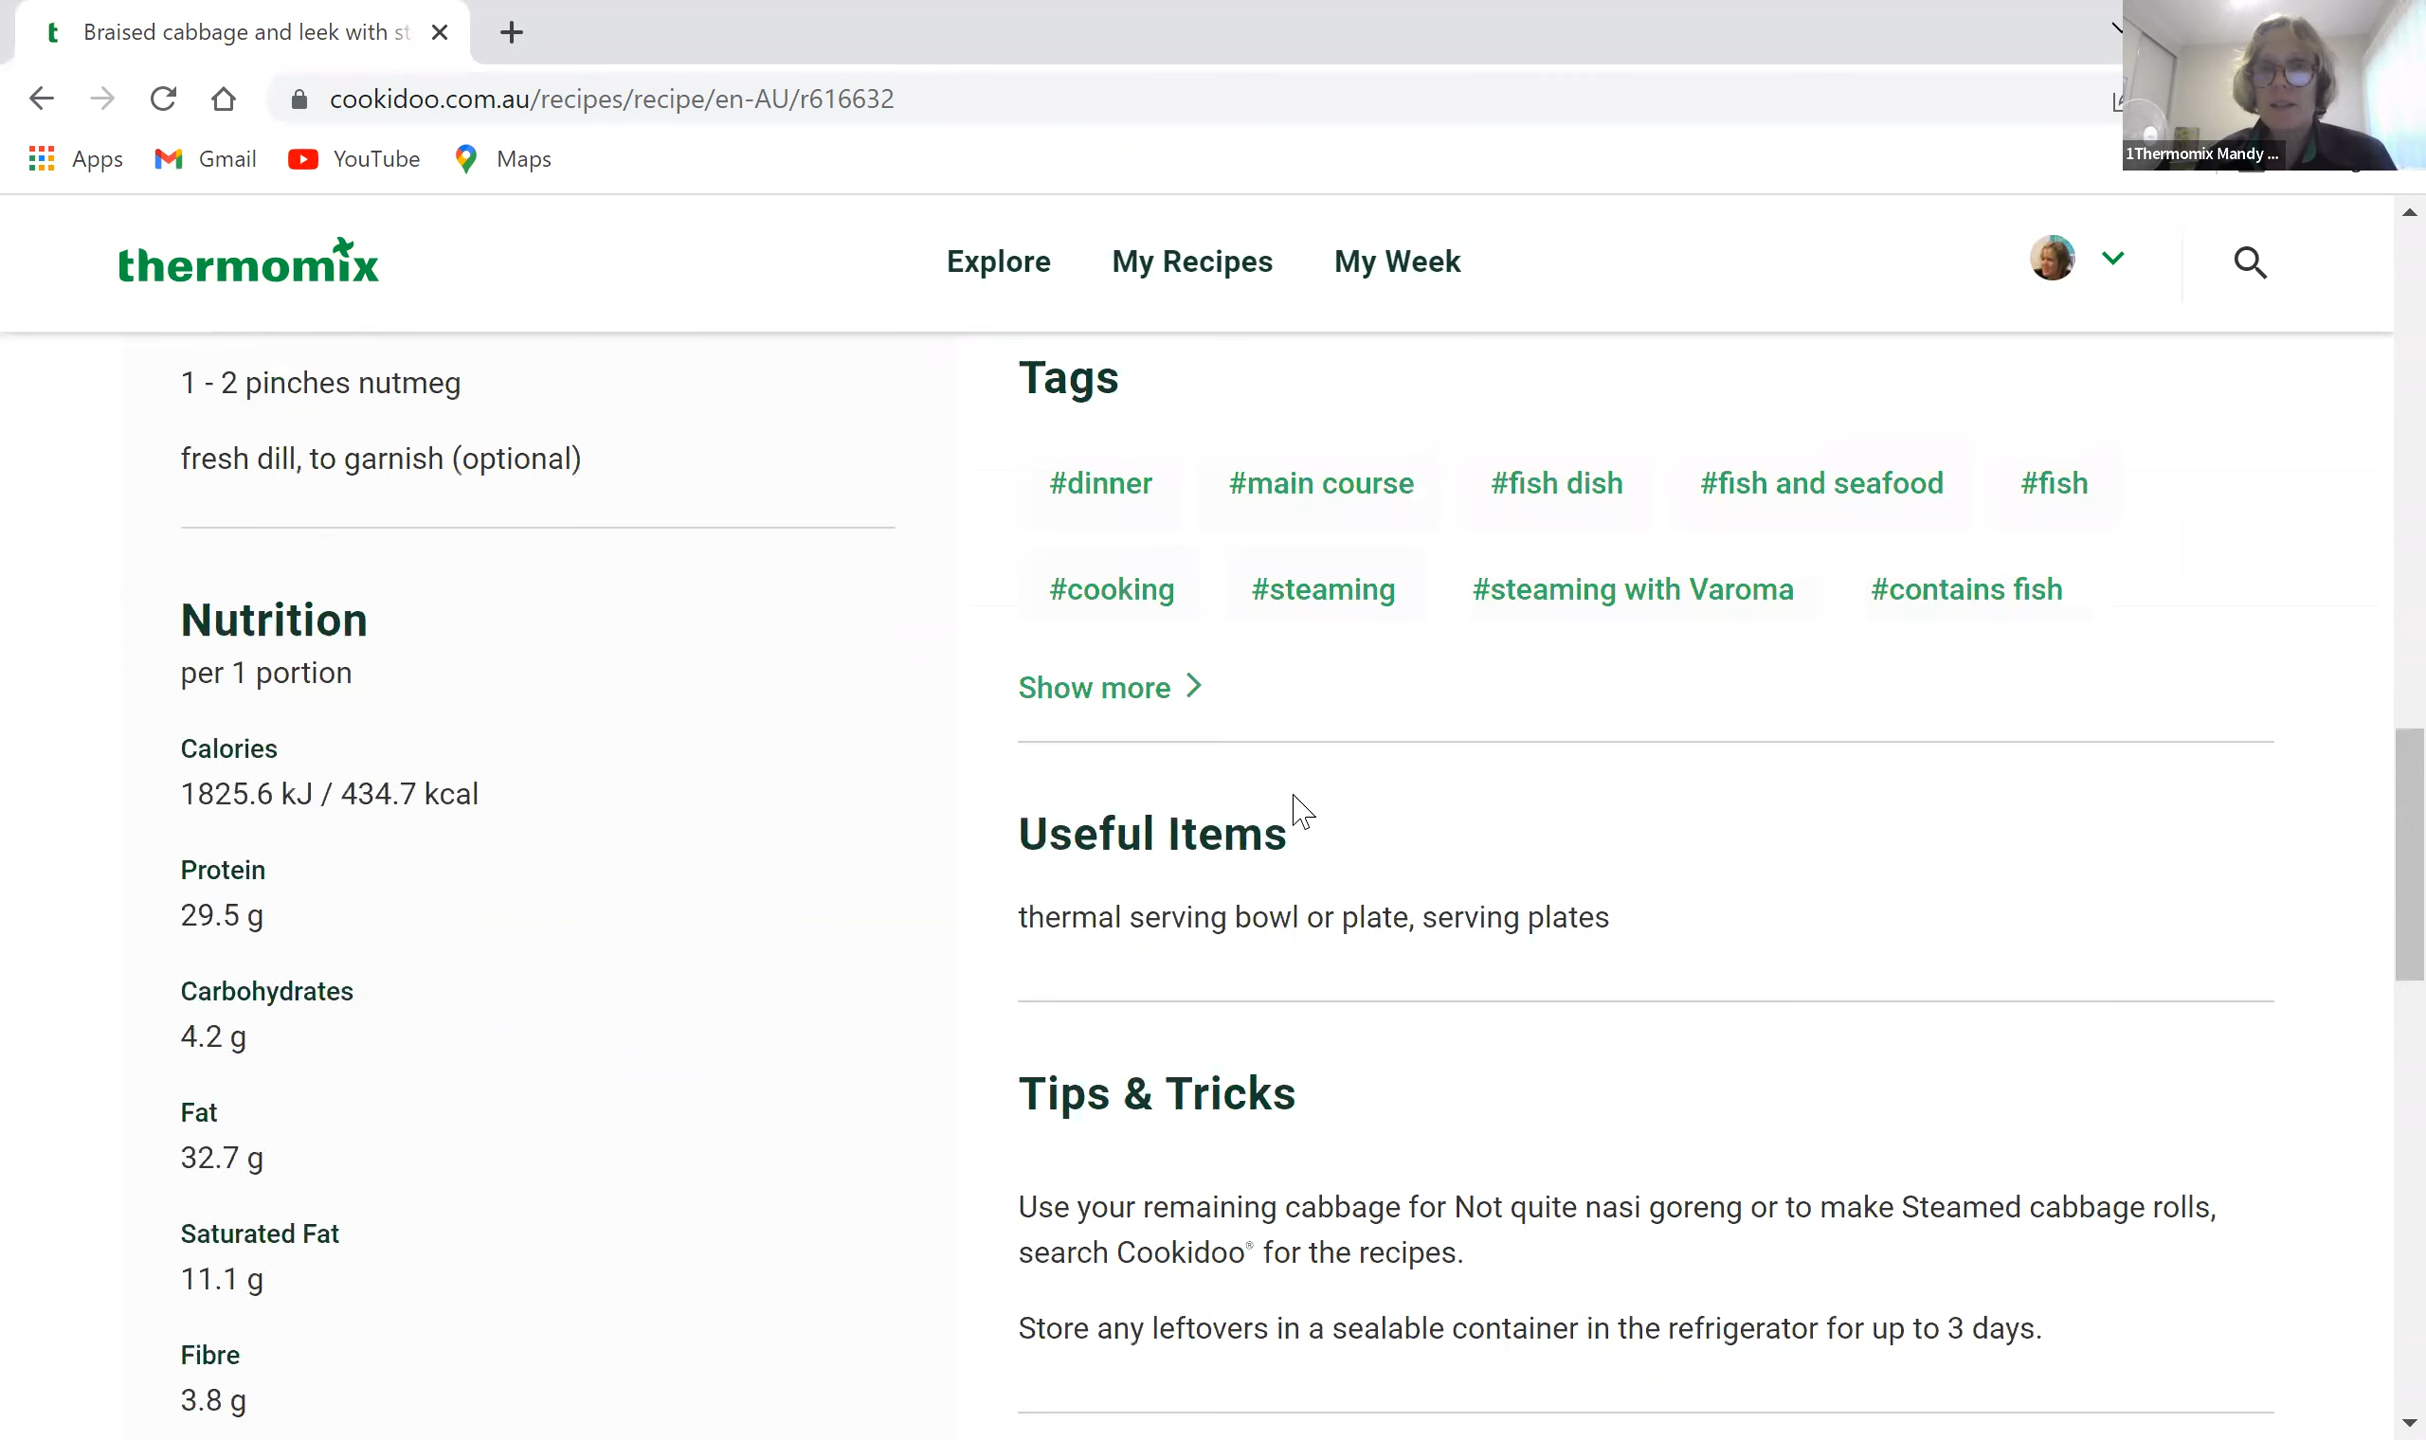 Braised cabbage and leek with st
cookidoo.com.au/recipes/recipe/en-AU/r616632
Apps
Gmail
YouTube
Maps
1Thermomix Mandy ...
thermomix
Explore
My Recipes
My Week
1 - 2 pinches nutmeg
fresh dill, to garnish (optional)
Nutrition
per 1 portion
Calories
1825.6 kJ / 434.7 kcal
Protein
29.5 g
Carbohydrates
4.2 g
Fat
32.7 g
Saturated Fat
11.1 g
Fibre
3.8 g
Tags
#dinner
#main course
#fish dish
#fish and seafood
#fish
#cooking
#steaming
#steaming with Varoma
#contains fish
Show more
Useful Items
thermal serving bowl or plate, serving plates
Tips & Tricks
Use your remaining cabbage for Not quite nasi goreng or to make Steamed cabbage rolls,
search Cookidoo® for the recipes.
Store any leftovers in a sealable container in the refrigerator for up to 3 days.